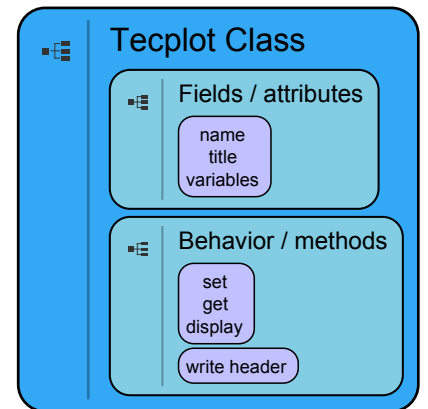 Tecplot Class
Fields / attributes
name
title
variables
Behavior / methods
set
get
display
write header